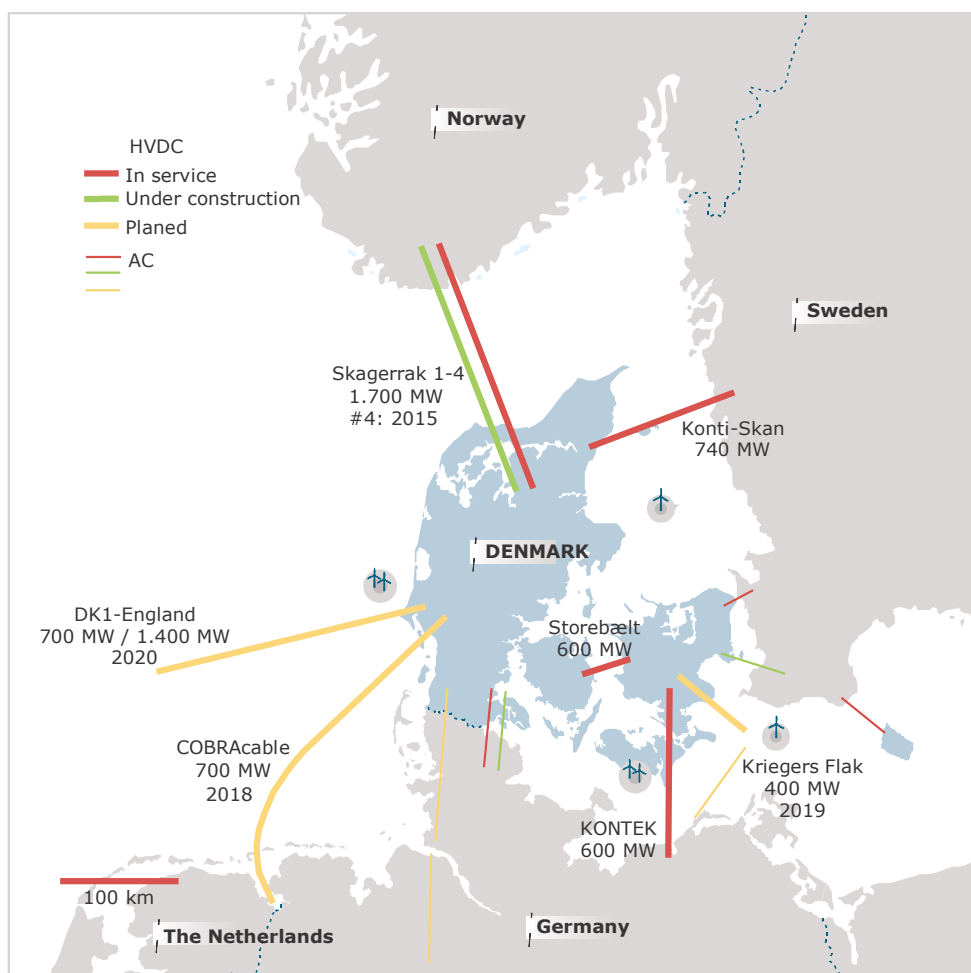 Norway
HVDC
In service
Under construction
Planed
AC
Sweden
Skagerrak 1-4
1.700 MW
#4: 2015
Konti-Skan
740 MW
DENMARK
DK1-England
700 MW / 1.400 MW
2020
Storebælt
600 MW
COBRAcable
700 MW
2018
Kriegers Flak
400 MW
2019
KONTEK
600 MW
100 km
The Netherlands
Germany